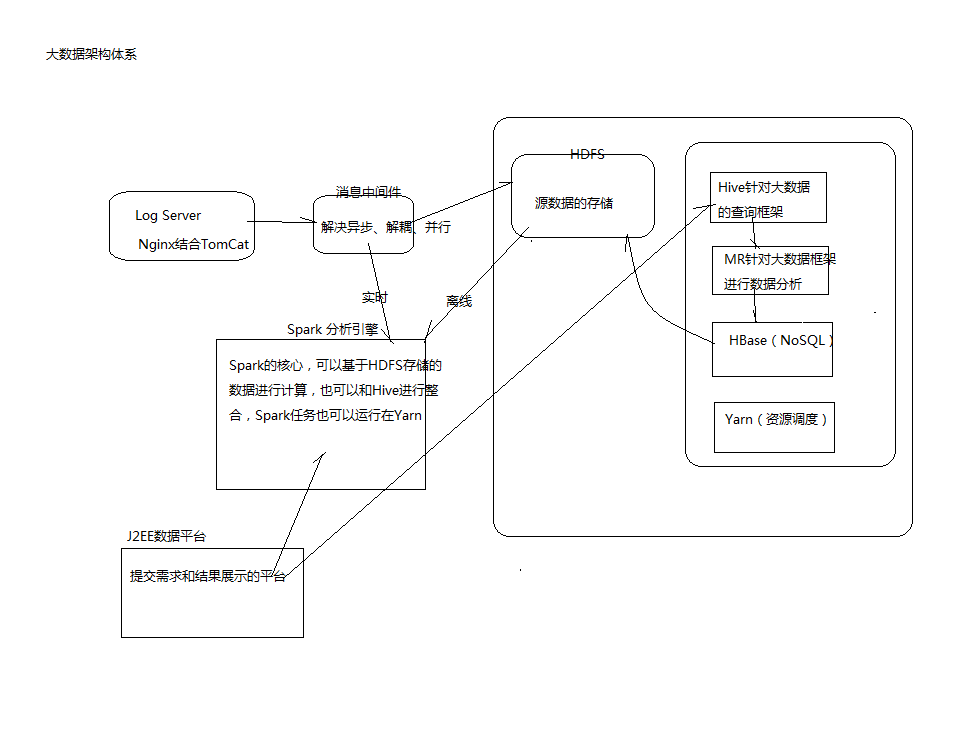 大数据架构体系
HDFS
消息中间件
Log Server
Nginx结合TomCat
解决异步、解耦、并行
源数据的存储
Hive针对大数据
的查询框架
MR针对大数据框架
进行数据分析
HBase（NoSQL）
Yarn（资源调度）
实时
离线
Spark 分析引擎
Spark的核心，可以基于HDFS存储的
数据进行计算，也可以和Hive进行整
合，Spark任务也可以运行在Yarn
J2EE数据平台
提交需求和结果展示的平台